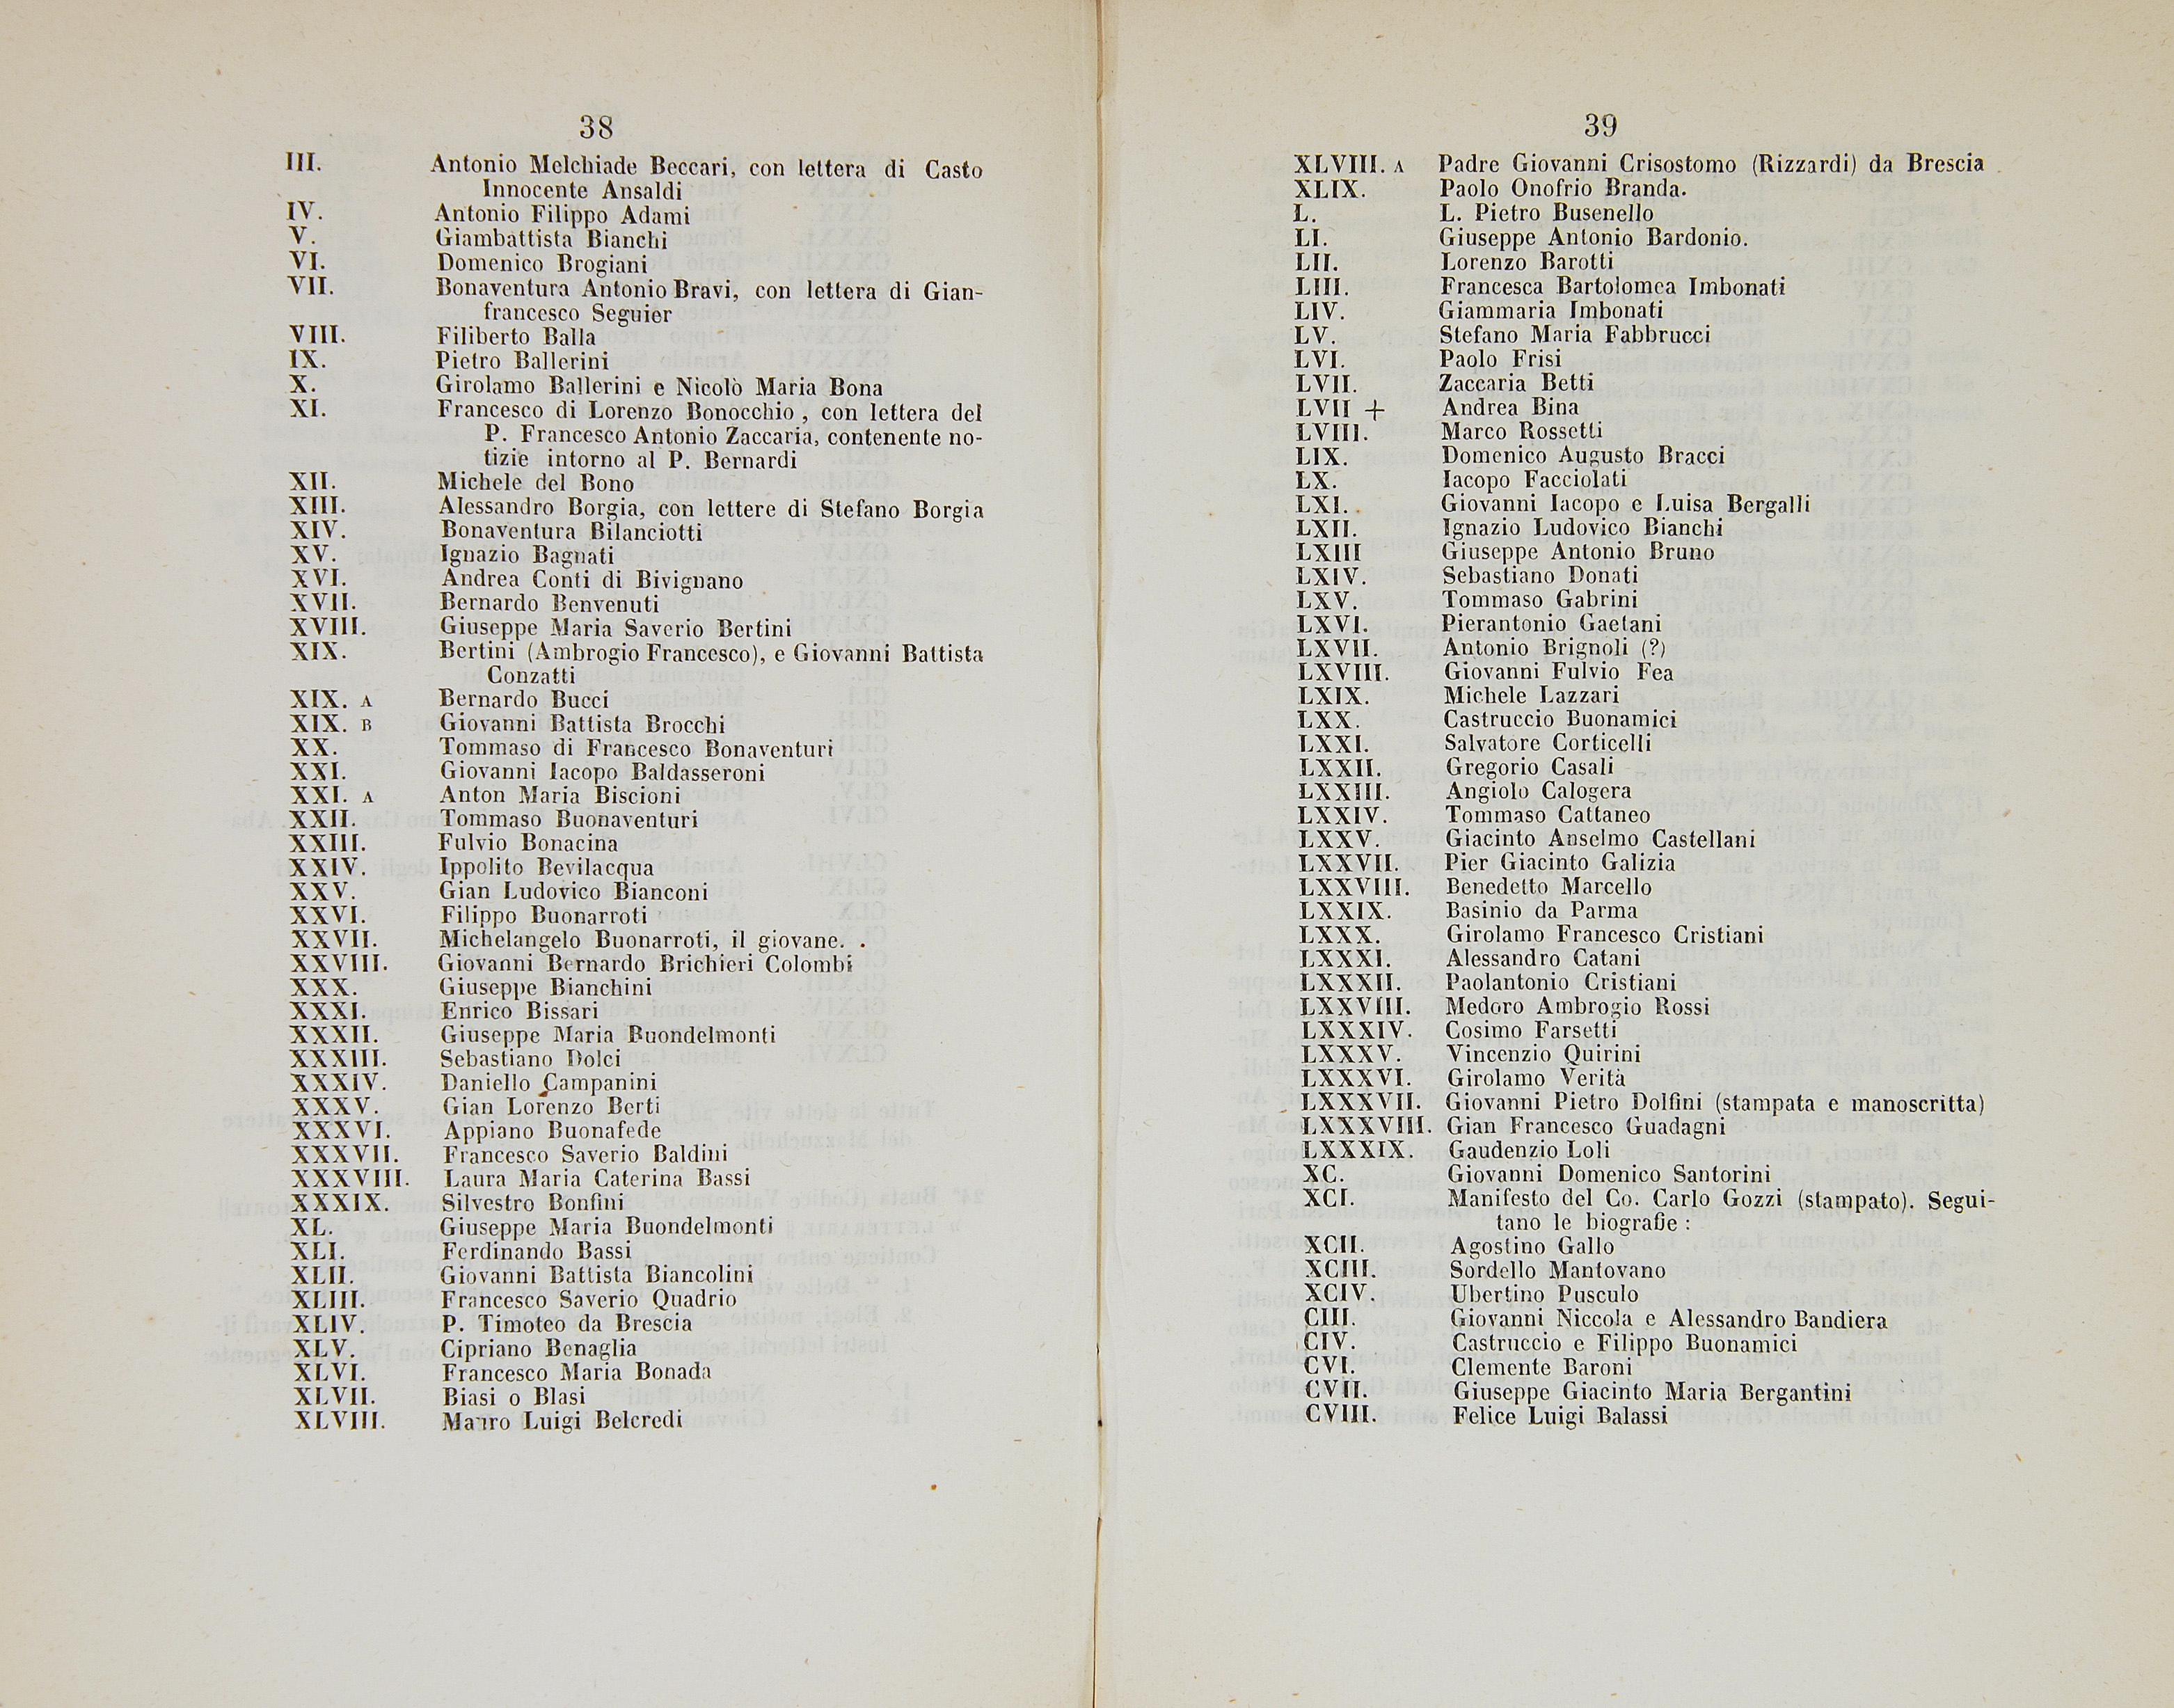 38
III. Antonio Melchiade Beccari, con lettera di Casto
Innocente Ansaldi
IV. Antonio Filippo Adami
V. Giambattista Bianchi
VI. Domenico Brogiani
VII. Bonaventura Antonio Bravi, con lettera di Gian-
francesco Seguier
VIII. Filiberto Balla
IX. Pietro Ballerini
X. Girolamo Ballerini e Nicolò Maria Bona
XI. Francesco di Lorenzo Bonocchio, con lettera del
P. Francesco Antonio Zaccaria, contenente no-
tizie intorno al P. Bernardi
XII. Michele del Bono
XIII. Alessandro Borgia, con lettere di Stefano Borgia
XIV. Bonaventura Bilanciotti
XV. Ignazio Bagnati
XVI. Andrea Conti di Bivignano
XVII. Bernardo Benvenuti
XVIII. Giuseppe Maria Saverio Bertini
XIX. Bertini (Ambrogio Francesco), e Giovanni Battista
Conzatti
XIX. A Bernardo Bucci
XIX. B Giovanni Battista Brocchi
XX. Tommaso di Francesco Bonaventuri
XXI. Giovanni Iacopo Baldasseroni
XXI. A Anton Maria Biscioni
XXII. Tommaso Buonaventuri
XXIII. Fulvio Bonacina
XXIV. Ippolito Bevilacqua
XXV. Gian Ludovico Bianconi
XXVI. Filippo Buonarroti
XXVII. Michelangelo Buonarroti, il giovane. .
XXVIII. Giovanni Bernardo Brichieri Colombi
XXX. Giuseppe Bianchini
XXXI. Enrico Bissari
XXXII. Giuseppe Maria Buondelmonti
XXXIII. Sebastiano Dolci
XXXIV. Daniello Campanini
XXXV. Gian Lorenzo Berti
XXXVI. Appiano Buonafede
XXXVII. Francesco Saverio Baldini
XXXVIII. Laura Maria Caterina Bassi
XXXIX. Silvestro Bonfini
XL. Giuseppe Maria Buondelmonti
XLI. Ferdinando Bassi
XLII. Giovanni Battista Biancolini
XLIII. Francesco Saverio Quadrio
XLIV. P. Timoteo da Brescia
XLV. Cipriano Benaglia
XLVI. Francesco Maria Bonada
XLVII. Biasi o Blasi
XLVIII. Mauro Luigi Belcredi
39
XLVIII. A Padre Giovanni Crisostomo (Rizzardi) da Brescia
XLIX. Paolo Onofrio Branda.
L. L. Pietro Busenello
LI. Giuseppe Antonio Bardonio.
LII. Lorenzo Barotti
LIII. Francesca Bartolomea Imbonati
LIV. Giammaria Imbonati
LV. Stefano Maria Fabbrucci
LVI. Paolo Frisi
LVII. Zaccaria Betti
LVII + Andrea Bina
LVIII. Marco Rossetti
LIX. Domenico Augusto Bracci
LX. Iacopo Facciolati
LXI. Giovanni Iacopo e Luisa Bergalli
LXII. Ignazio Ludovico Bianchi
LXIII Giuseppe Antonio Bruno
LXIV. Sebastiano Donati
LXV. Tommaso Gabrini
LXVI. Pierantonio Gaetani
LXVII. Antonio Brignoli (?)
LXVIII. Giovanni Fulvio Fea
LXIX. Michele Lazzari
LXX. Castruccio Buonamici
LXXI. Salvatore Corticelli
LXXII. Gregorio Casali
LXXIII. Angiolo Calogera
LXXIV. Tommaso Cattaneo
LXXV. Giacinto Anselmo Castellani
LXXVII. Pier Giacinto Galizia
LXXVIII. Benedetto Marcello
LXXIX. Basinio da Parma
LXXX. Girolamo Francesco Cristiani
LXXXI. Alessandro Catani
LXXXII. Paolantonio Cristiani
LXXVIII. Medoro Ambrogio Rossi
LXXXIV. Cosimo Farsetti
LXXXV. Vincenzio Quirini
LXXXVI. Girolamo Verità
LXXXVII. Giovanni Pietro Dolfini (stampata e manoscritta)
LXXXVIII. Gian Francesco Guadagni
LXXXIX. Gaudenzio Loli
XC. Giovanni Domenico Santorini
XCI. Manifesto del Co. Carlo Gozzi (stampato). Segui-
tano le biografie :
XCII. Agostino Gallo
XCIII. Sordello Mantovano
XCIV. Ubertino Pusculo
CIII. Giovanni Niccola e Alessandro Bandiera
CIV. Castruccio e Filippo Buonamici
CVI. Clemente Baroni
CVII. Giuseppe Giacinto Maria Bergantini
CVIII. Felice Luigi Balassi